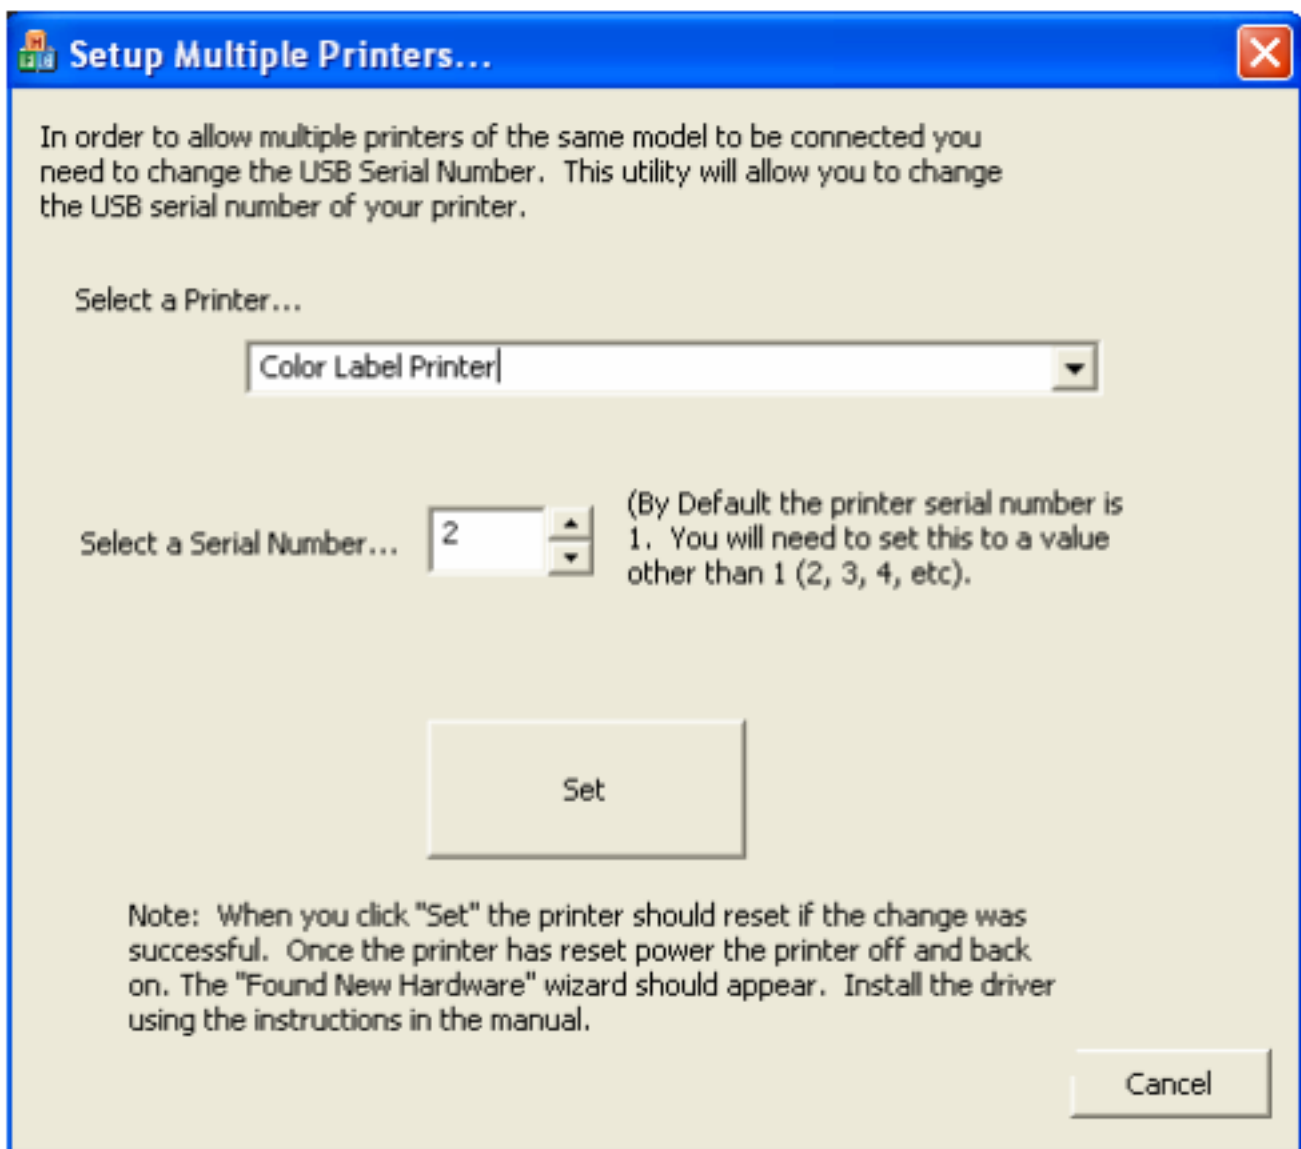 Setup Multiple Printers...
In order to allow multiple printers of the same model to be connected you
need to change the USB Serial Number.  This utility will allow you to change
the USB serial number of your printer.
Select a Printer...
Color Label Printer
Select a Serial Number...
2
(By Default the printer serial number is
1.  You will need to set this to a value
other than 1 (2, 3, 4, etc).
Set
Note:  When you click "Set" the printer should reset if the change was
successful.  Once the printer has reset power the printer off and back
on. The "Found New Hardware" wizard should appear.  Install the driver
using the instructions in the manual.
Cancel